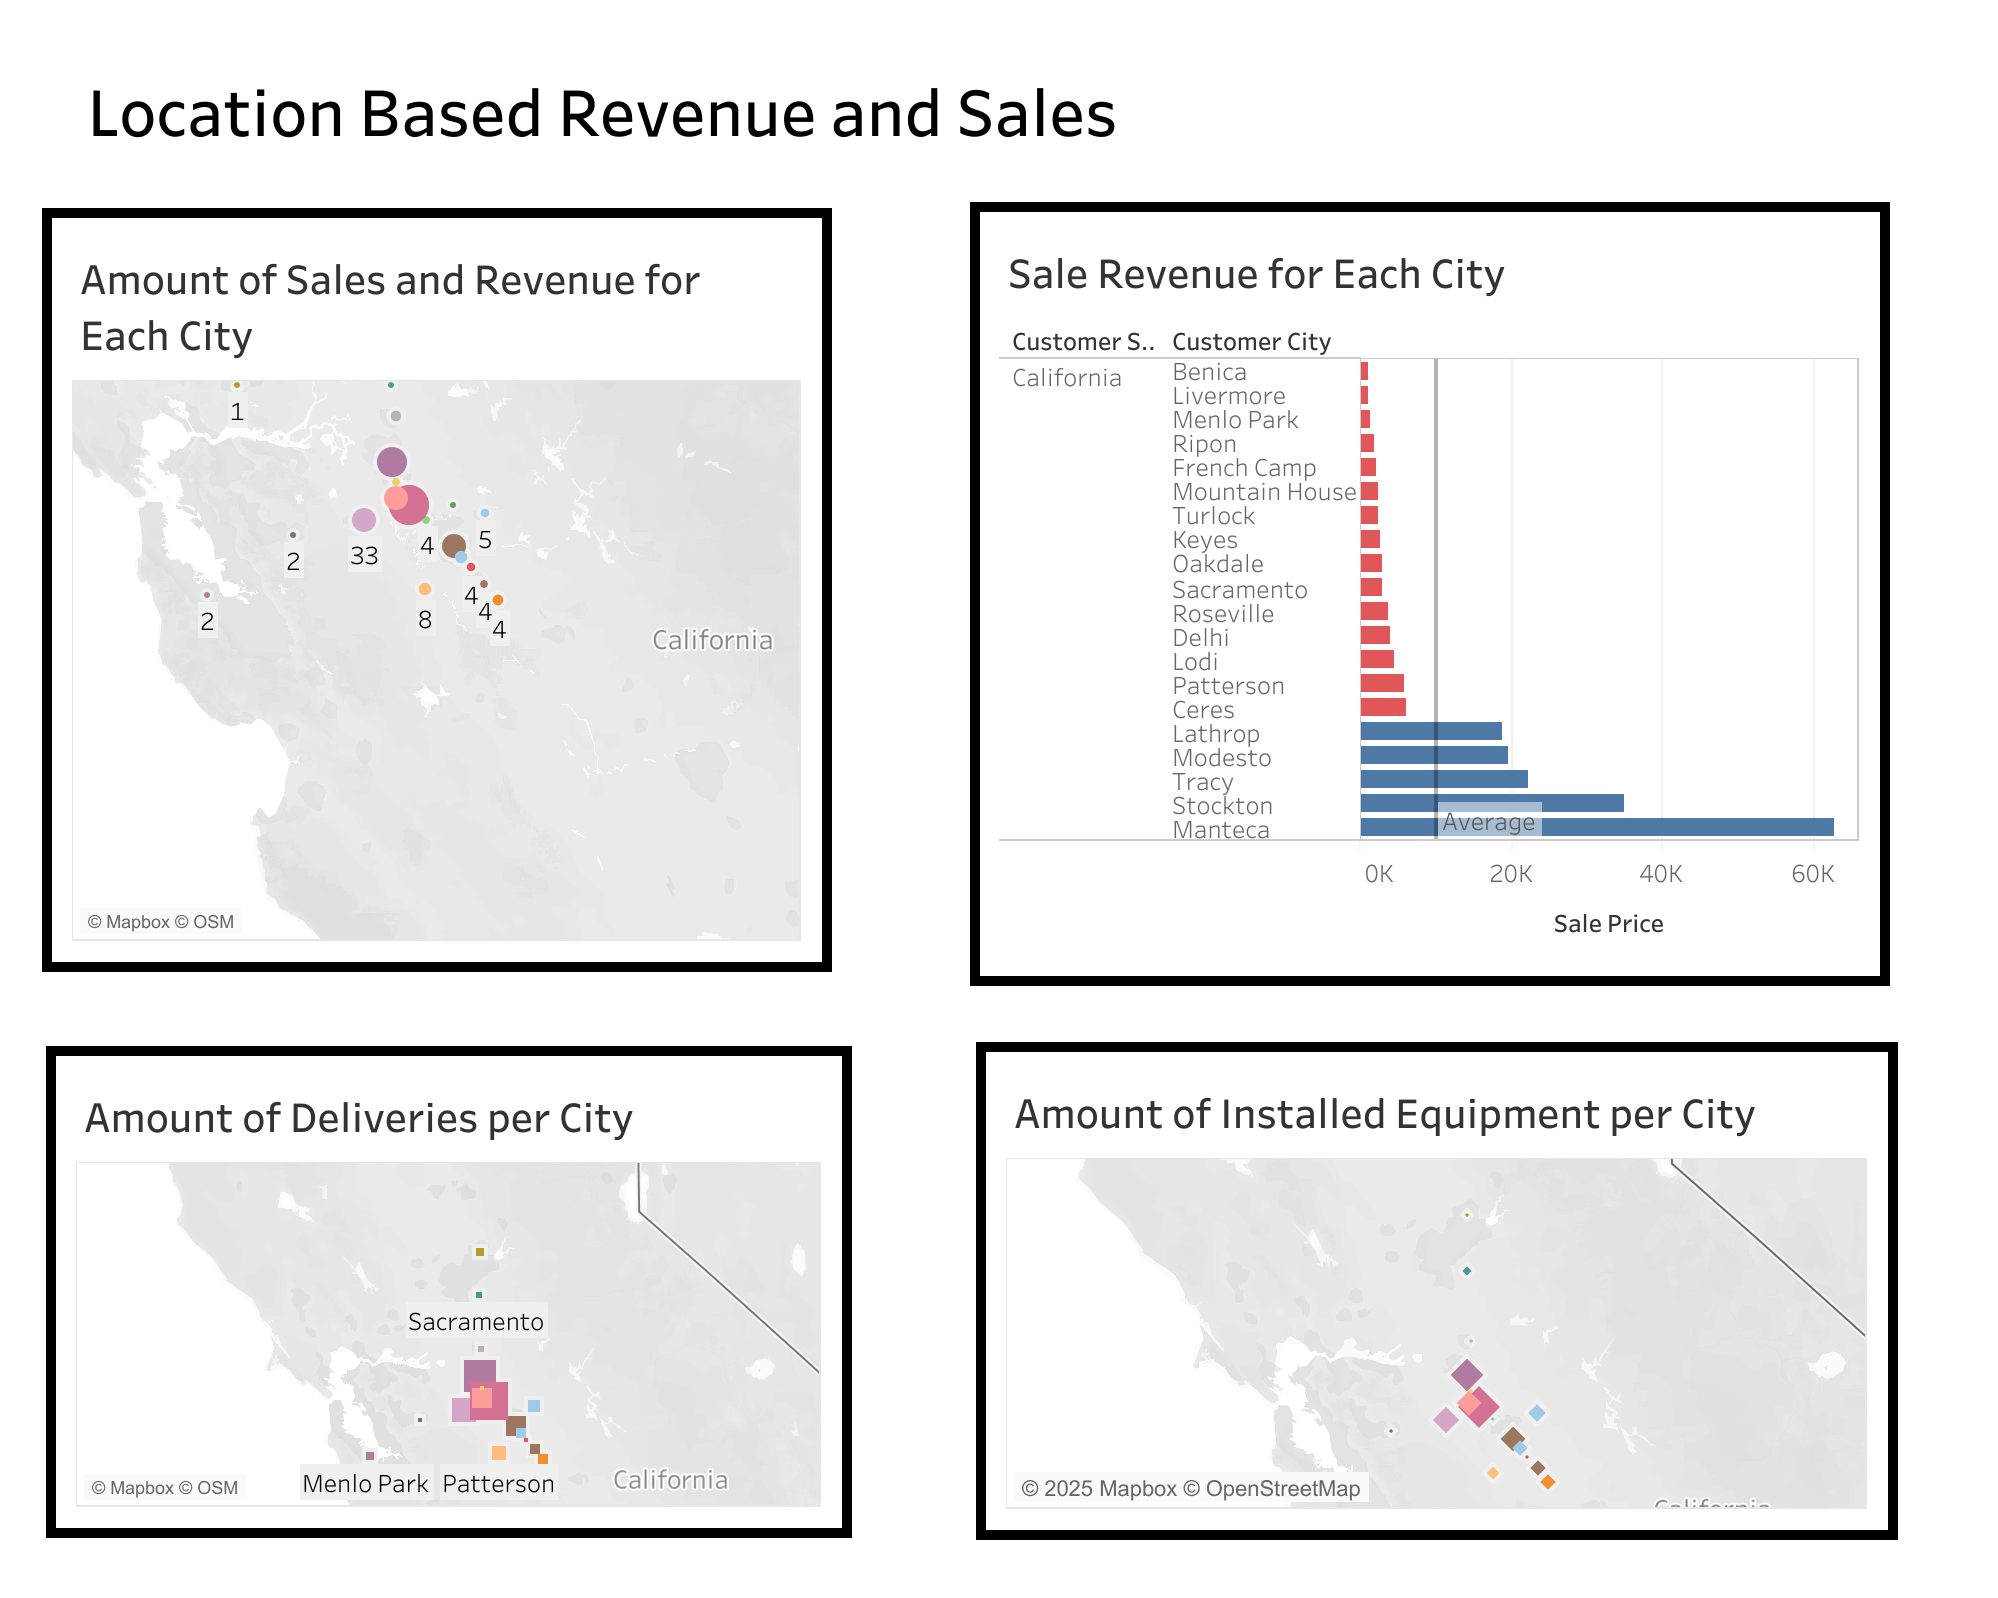 Location Based Revenue and Sales
Amount of Sales and Revenue for
Each City
1
2
33
4
5
2
8
4
4
4
California
© Mapbox © OSM
Sale Revenue for Each City
Customer S.. Customer City
California
Benica
Livermore
Menlo Park
Ripon
French Camp
Mountain House
Turlock
Keyes
Oakdale
Sacramento
Roseville
Delhi
Lodi
Patterson
Ceres
Lathrop
Modesto
Tracy
Stockton
Manteca
Average
0K 20K 40K 60K
Sale Price
Amount of Deliveries per City
Sacramento
Menlo Park Patterson
California
© Mapbox © OSM
Amount of Installed Equipment per City
© 2025 Mapbox © OpenStreetMap
California